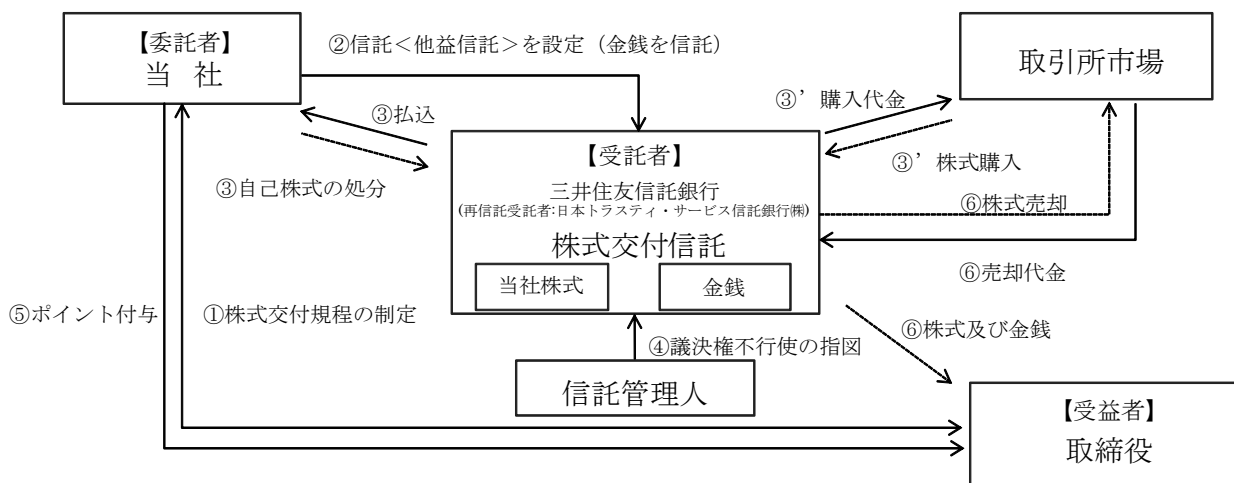 【委託者】
当 社
②信託＜他益信託＞を設定（金銭を信託）
取引所市場
③払込
③’購入代金
③自己株式の処分
【受託者】
三井住友信託銀行
(再信託受託者:日本トラスティ・サービス信託銀行㈱)
株式交付信託
当社株式
金銭
③’株式購入
⑥株式売却
⑥売却代金
⑤ポイント付与
①株式交付規程の制定
④議決権不行使の指図
⑥株式及び金銭
信託管理人
【受益者】
取締役